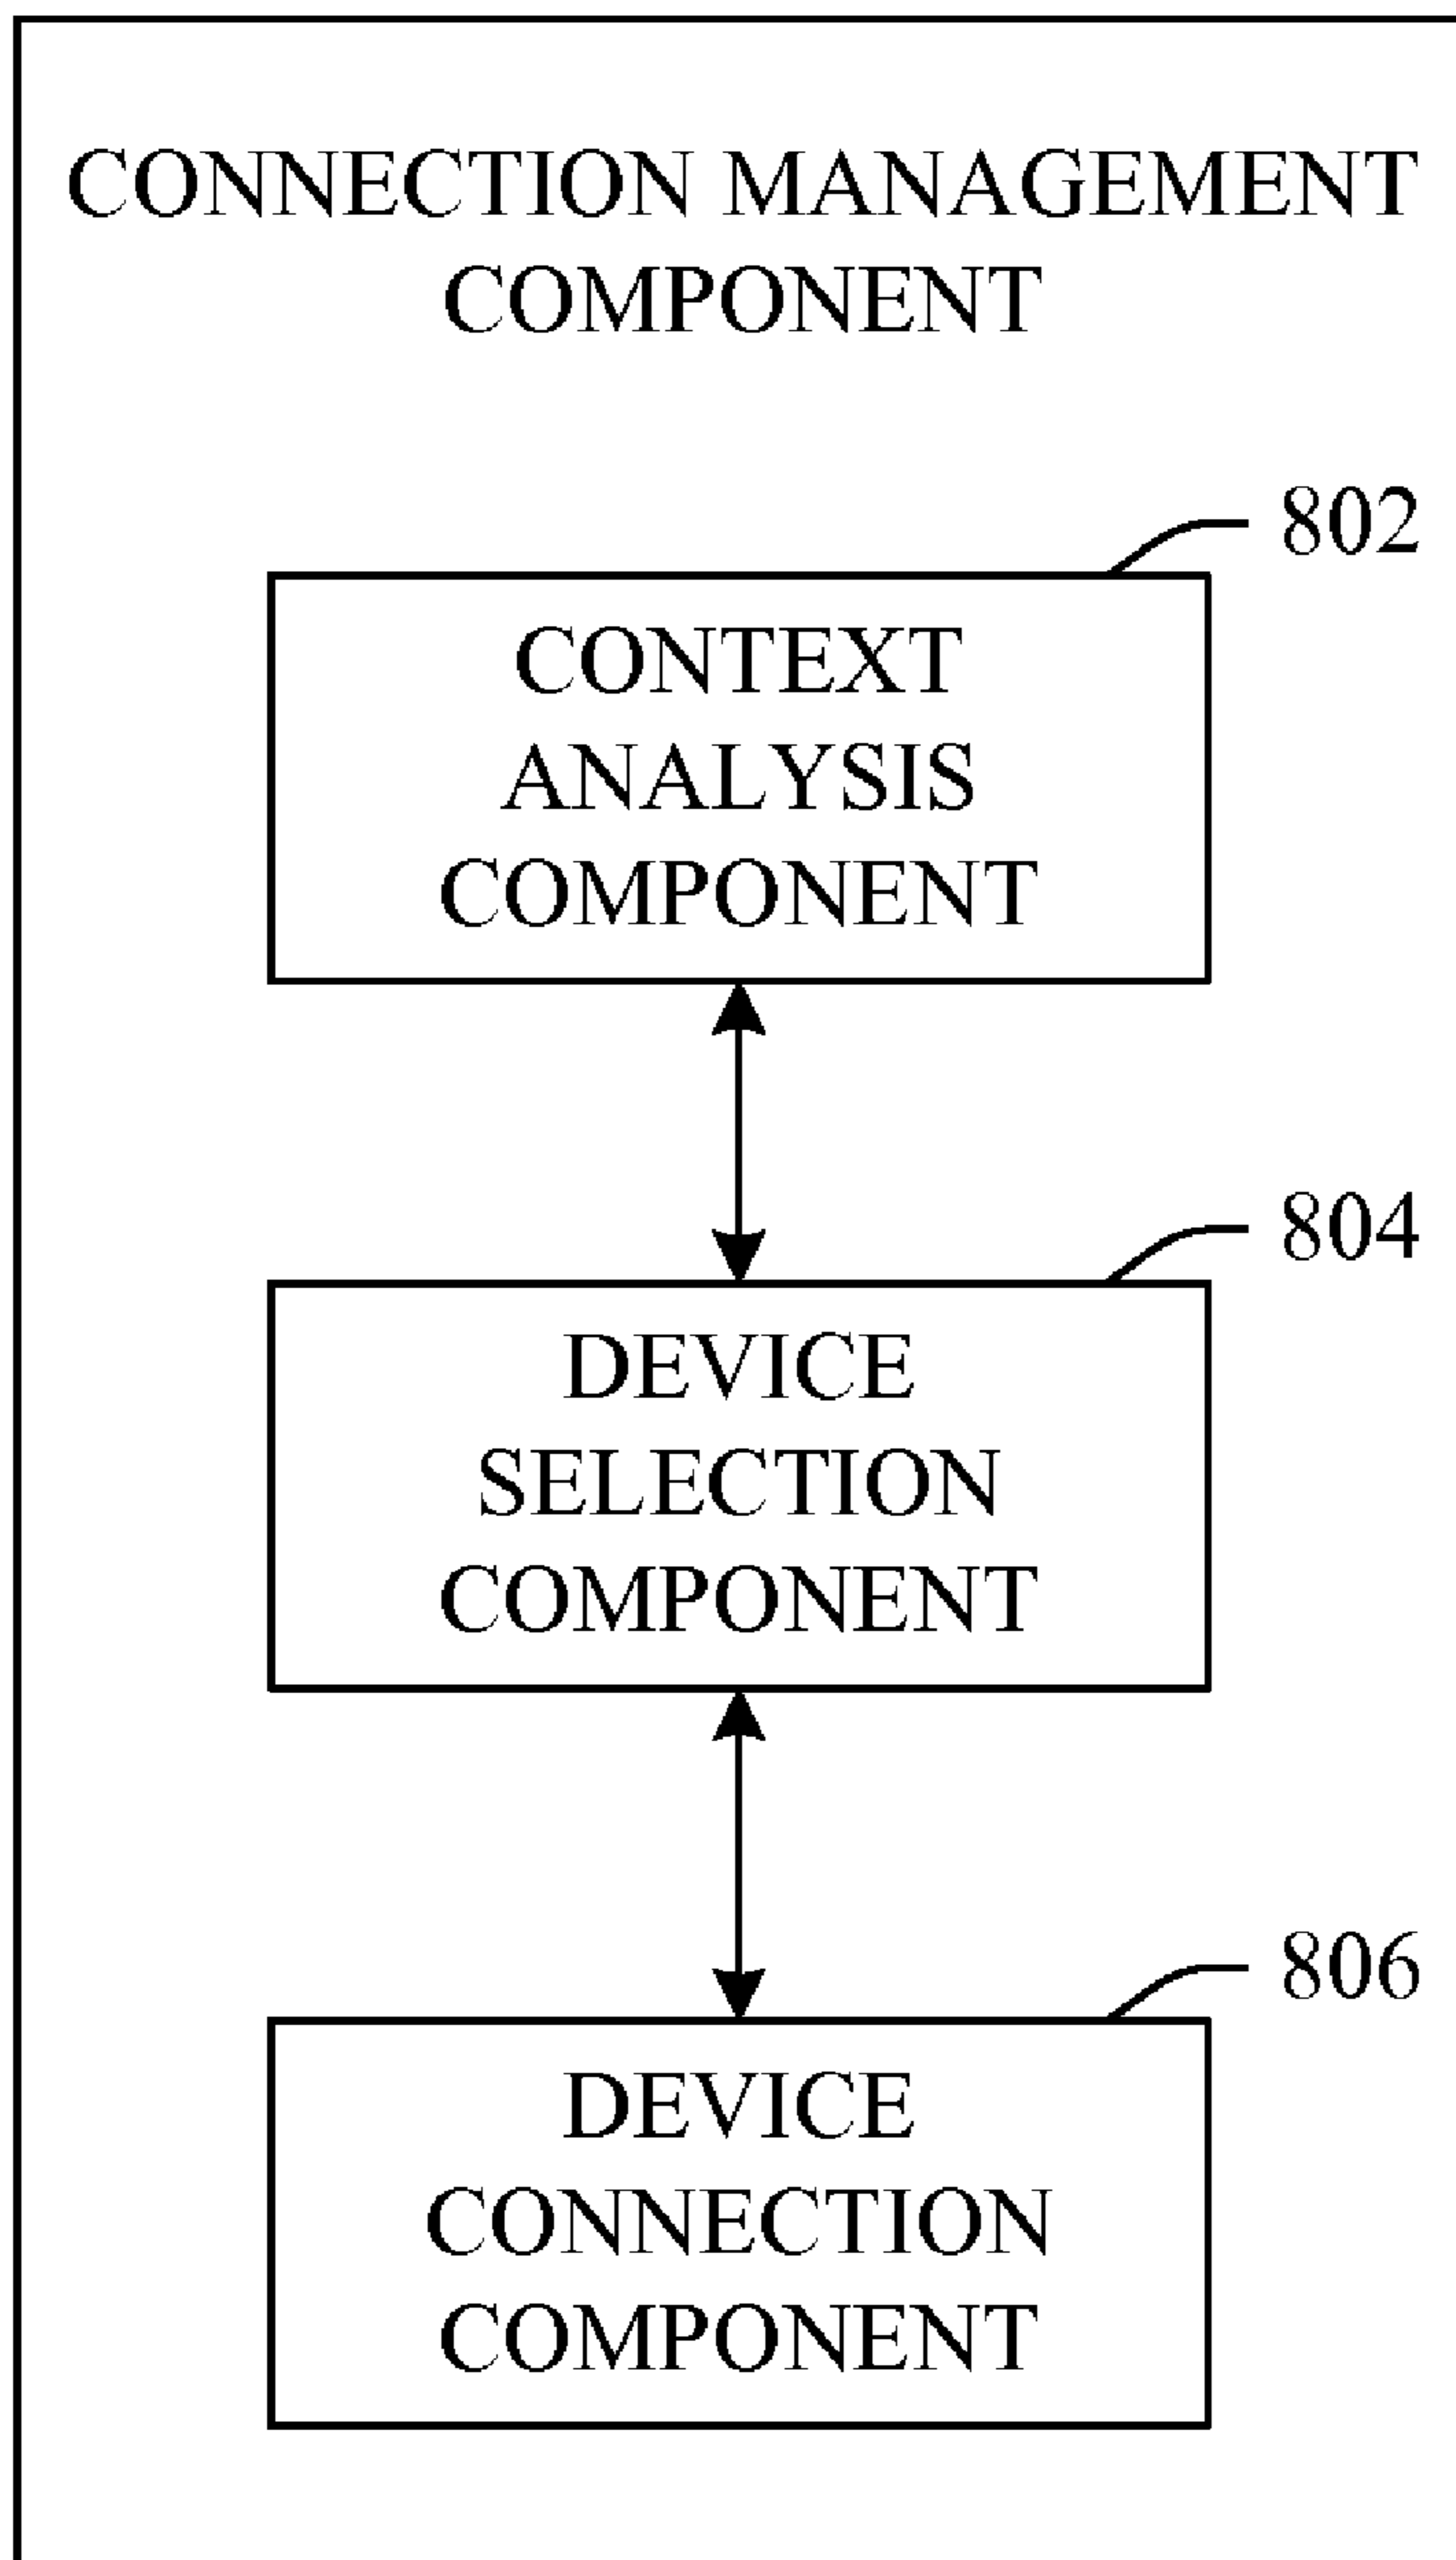 CONNECTION MANAGEMENT
COMPONENT
802
CONTEXT
ANALYSIS
COMPONENT
804
DEVICE
SELECTION
COMPONENT
806
DEVICE
CONNECTION
COMPONENT